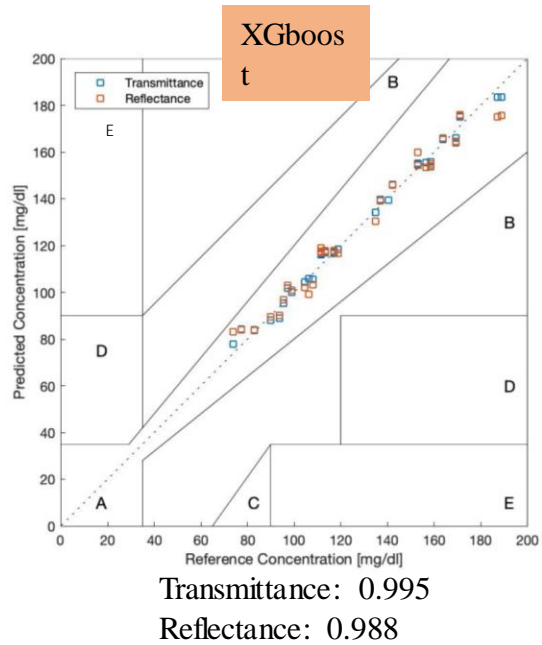 XGboos
t
Transmittance
Reflectance
E
B
B
D
D
A
C
E
200
180
160
140
120
100
80
60
40
20
0
Predicted Concentration [mg/dl]
0 20 40 60 80 100 120 140 160 180 200
Reference Concentration [mg/dl]
Transmittance: 0.995
Reflectance: 0.988